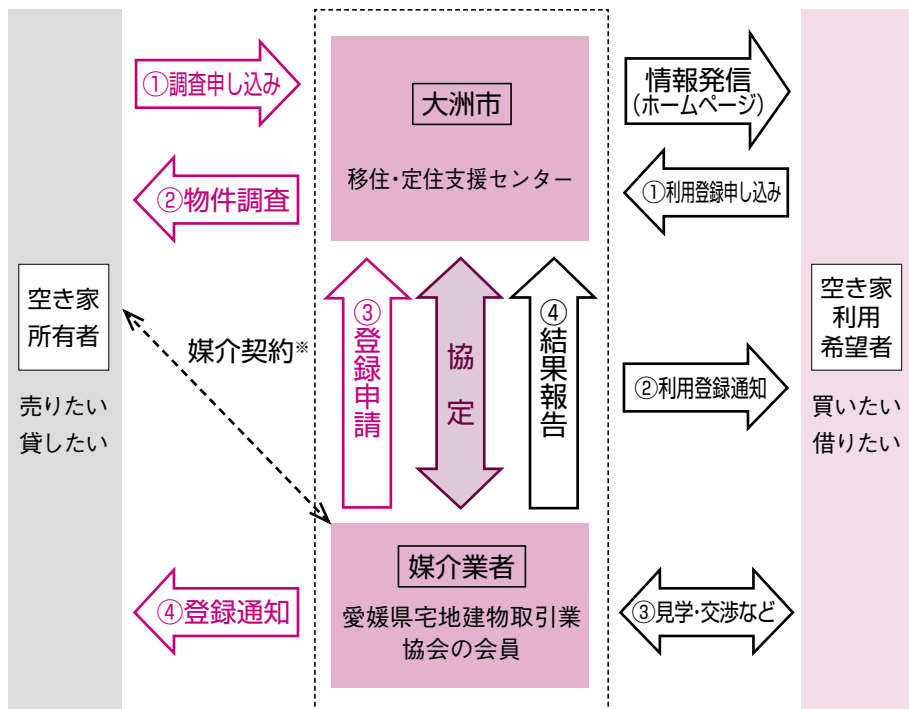 ①調査申し込み
②物件調査
空き家
所有者
売りたい
貸したい
媒介契約※
④登録通知
大洲市
移住・定住支援センター
③登録申請
協定
④結果報告
媒介業者
愛媛県宅地建物取引業
協会の会員
情報発信
(ホームページ)
①利用登録申し込み
空き家
利用
希望者
買いたい
借りたい
②利用登録通知
③見学・交渉など